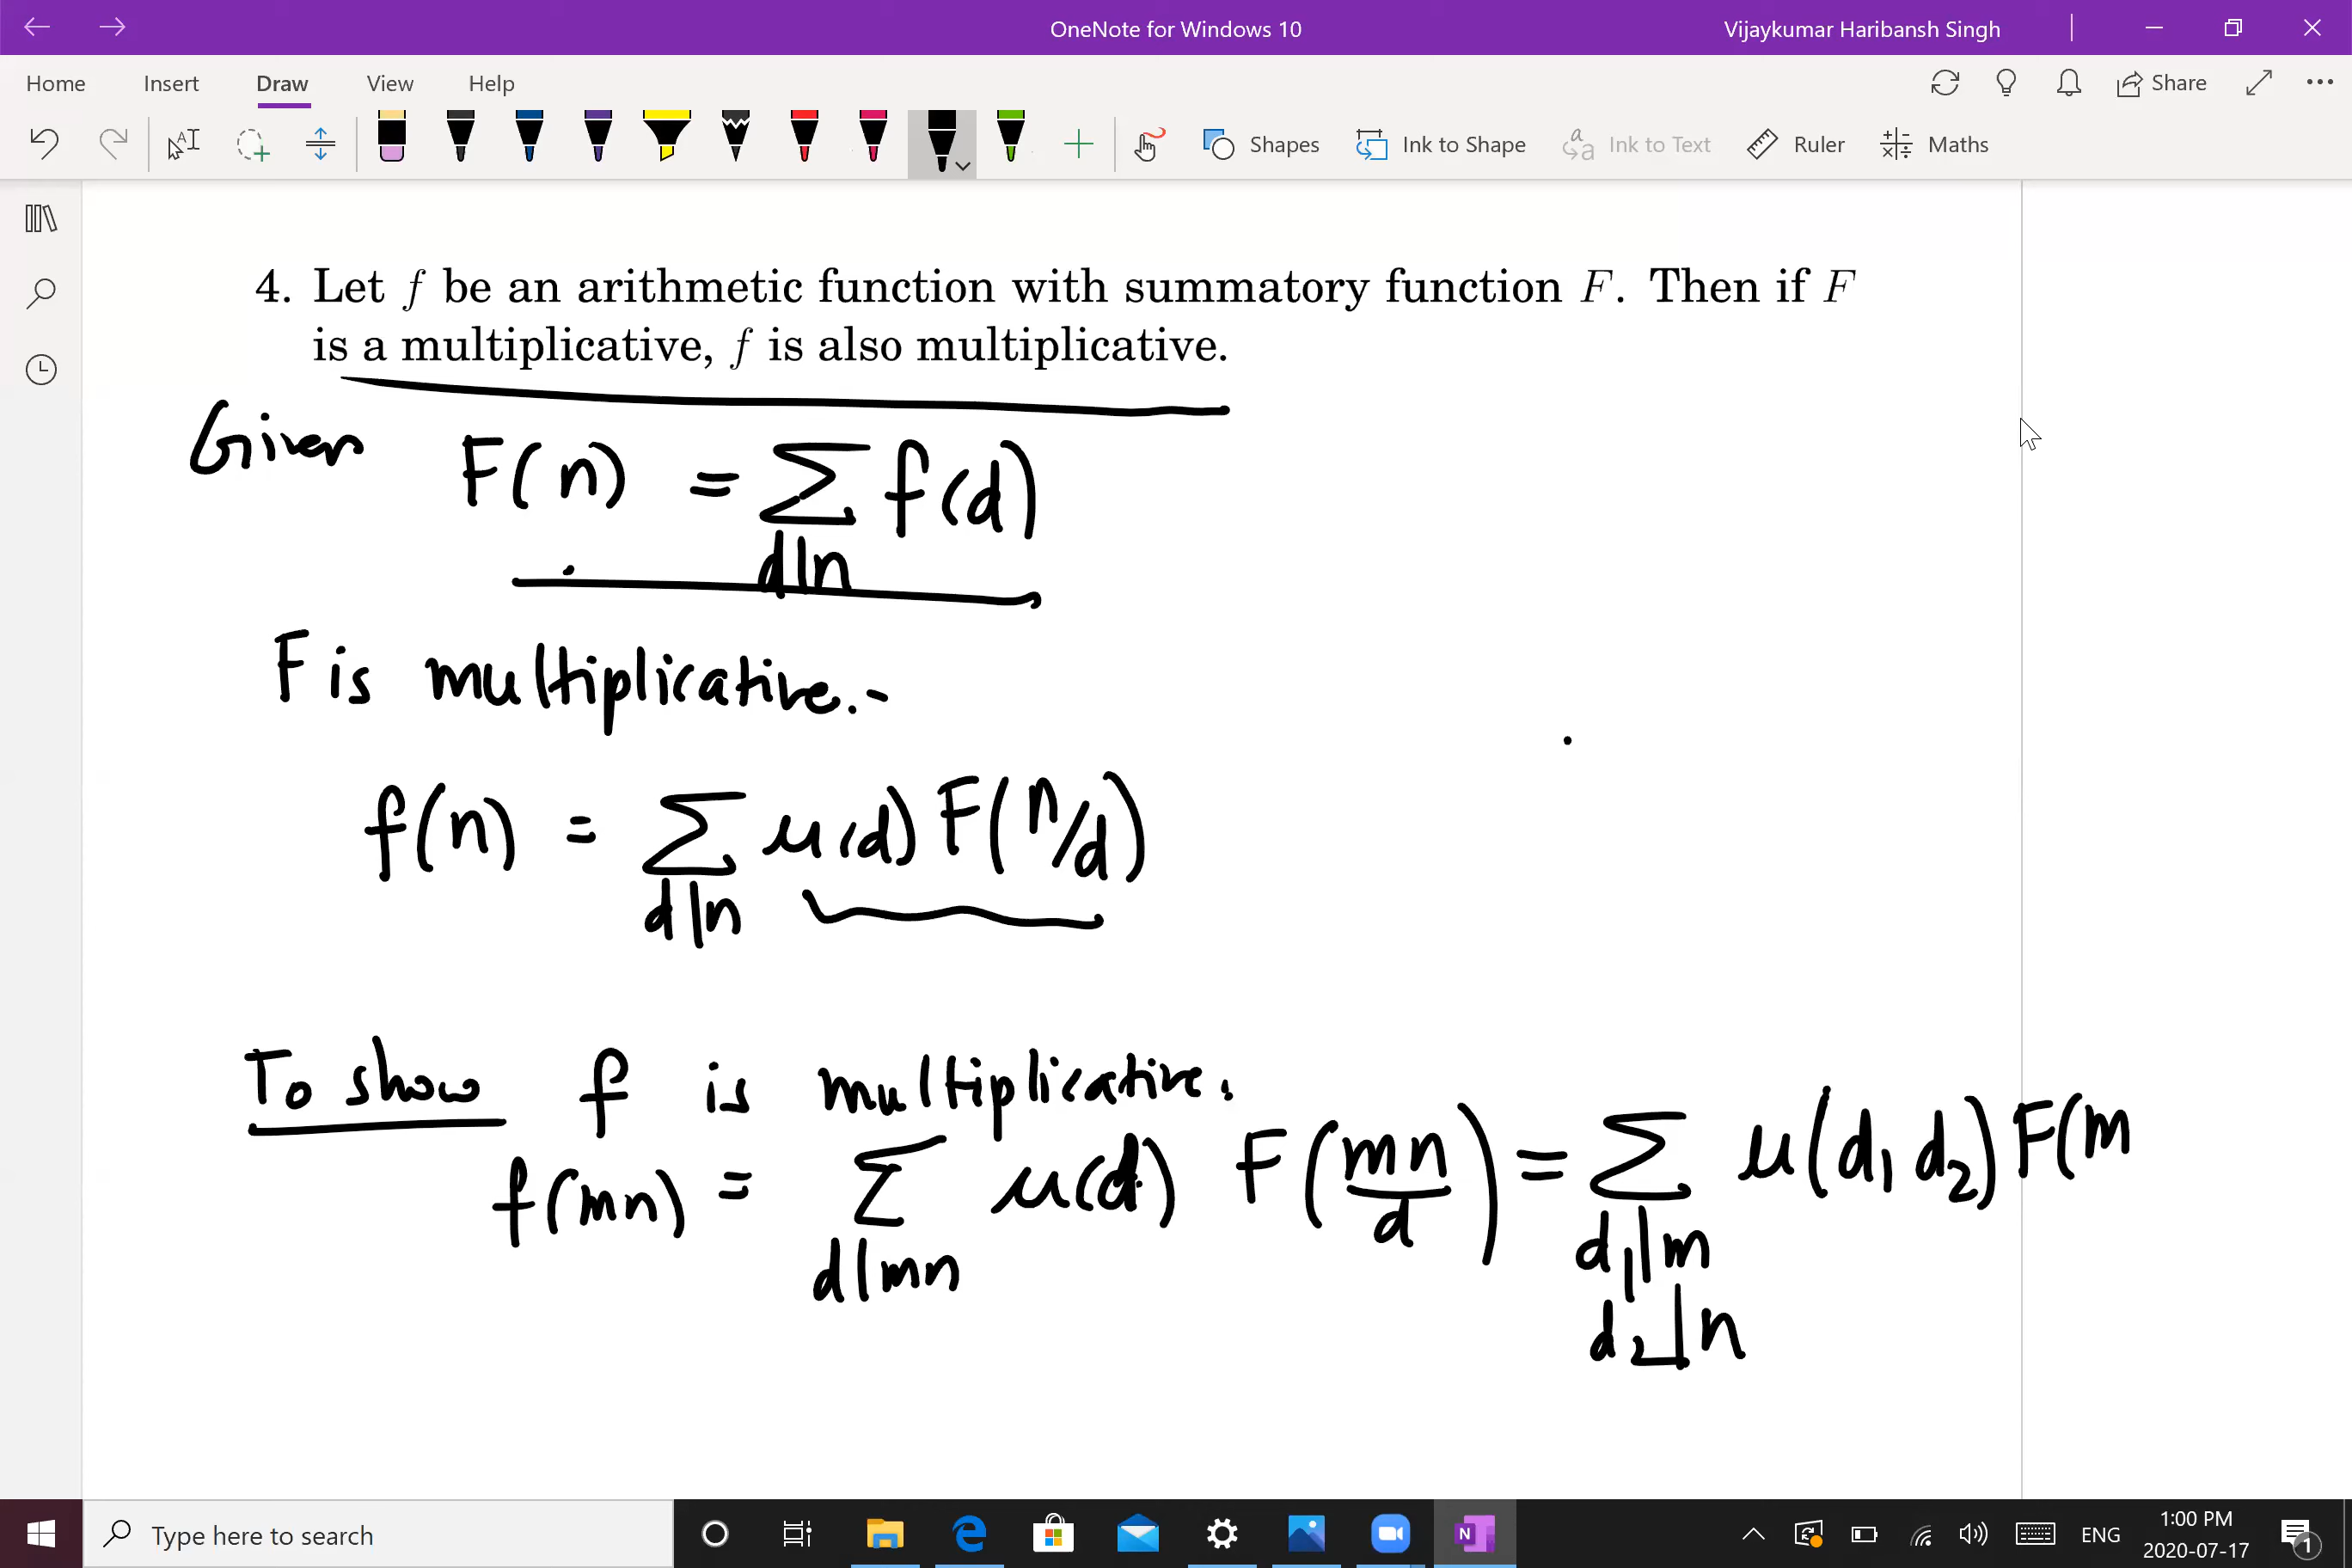 OneNote for Windows 10
Vijaykumar Haribansh Singh
Home Insert Draw View Help Share
Shapes Ink to Shape Ink to Text Ruler Maths
4. Let f be an arithmetic function with summatory function F. Then if F
is a multiplicative, f is also multiplicative.
Given F(n) = ∑ f(d)
d|n
F is multiplicative.-
f(n) = ∑ μ(d) F(n/d)
d|n
To show f is multiplicative.
f(mn) = ∑ μ(d) F(mn/d) = ∑ μ(d₁ d₂) F(m
d|mn d₁|m
d₂|n
Type here to search
ENG
1:00 PM
2020-07-17
1